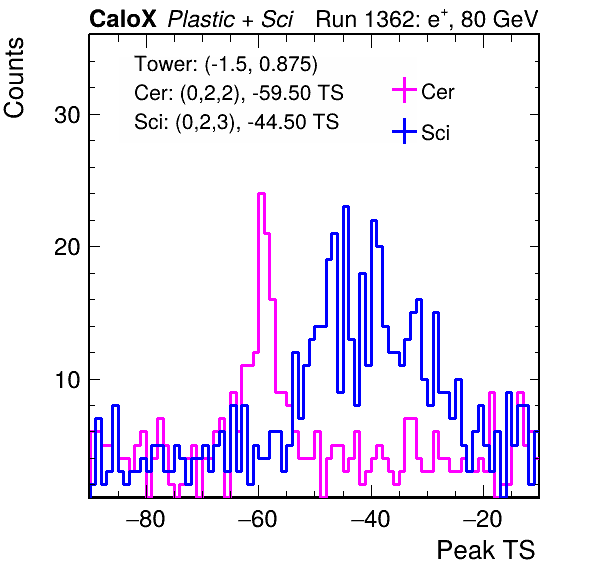 CaloX Plastic + Sci Run 1362: e+, 80 GeV
Counts
Tower: (-1.5, 0.875)
Cer: (0,2,2), -59.50 TS
Sci: (0,2,3), -44.50 TS
Cer
Sci
30
20
10
−80 −60 −40 −20
Peak TS